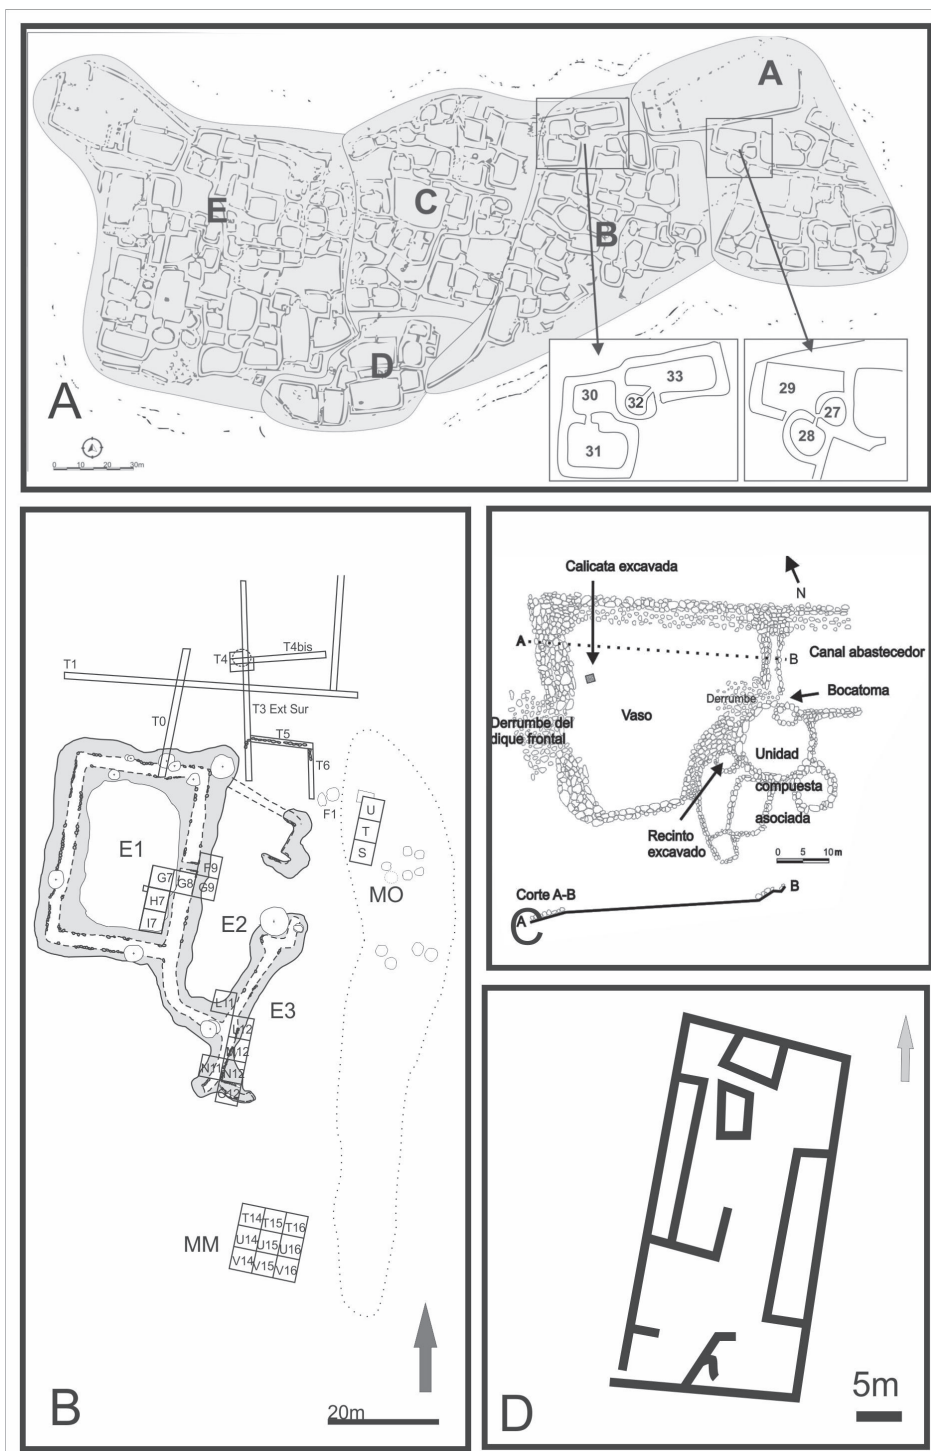 A
E
C
B
D
33
30
32
31
29
27
28
A
0 10 20 30m
T4bis
T4
T1
T3 Ext Sur
T0
T5
T6
F1
U
T
S
E1
F9
G7
G8
G9
H7
I7
MO
E2
L11
E3
L12
M12
N11
N12
O12
MM
T14
T15
T16
U14
U15
U16
V14
V15
V16
B
20m
Calicata excavada
N
A
B
Canal abastecedor
Bocatoma
Derrumbe
Derrumbe del
dique frontal
Vaso
Unidad
compuesta
asociada
Recinto
excavado
0 5 10 m
Corte A-B
B
A
C
5m
D